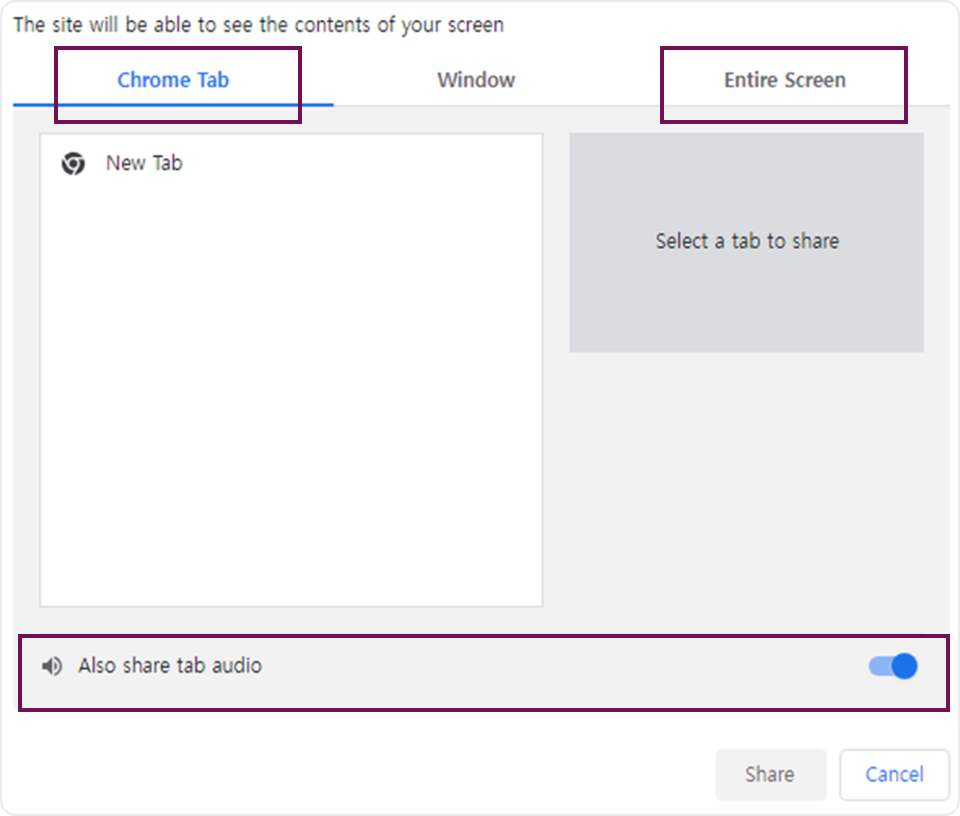 The site will be able to see the contents of your screen
Chrome Tab
Window
Entire Screen
New Tab
Select a tab to share
Also share tab audio
Share
Cancel